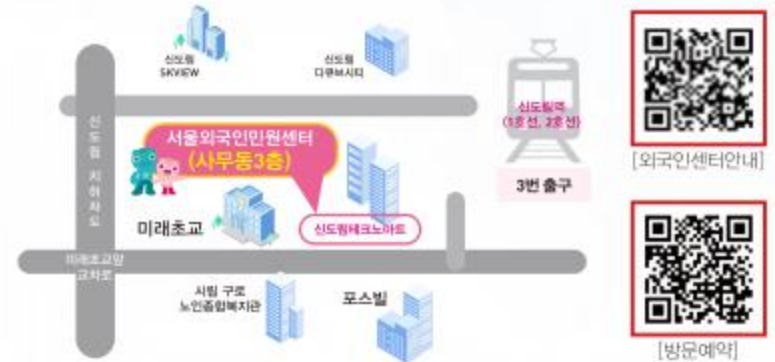 신도림
SKVIEW
신도림
디큐브시티
신도림역
(1호선, 2호선)
3번 출구
[외국인센터안내]
신도림 지하차도
서울외국인민원센터
(사무동3층)
미래초교
신도림테크노마트
미래초교앞
교차로
시립 구로
노인종합복지관
포스빌
[방문예약]